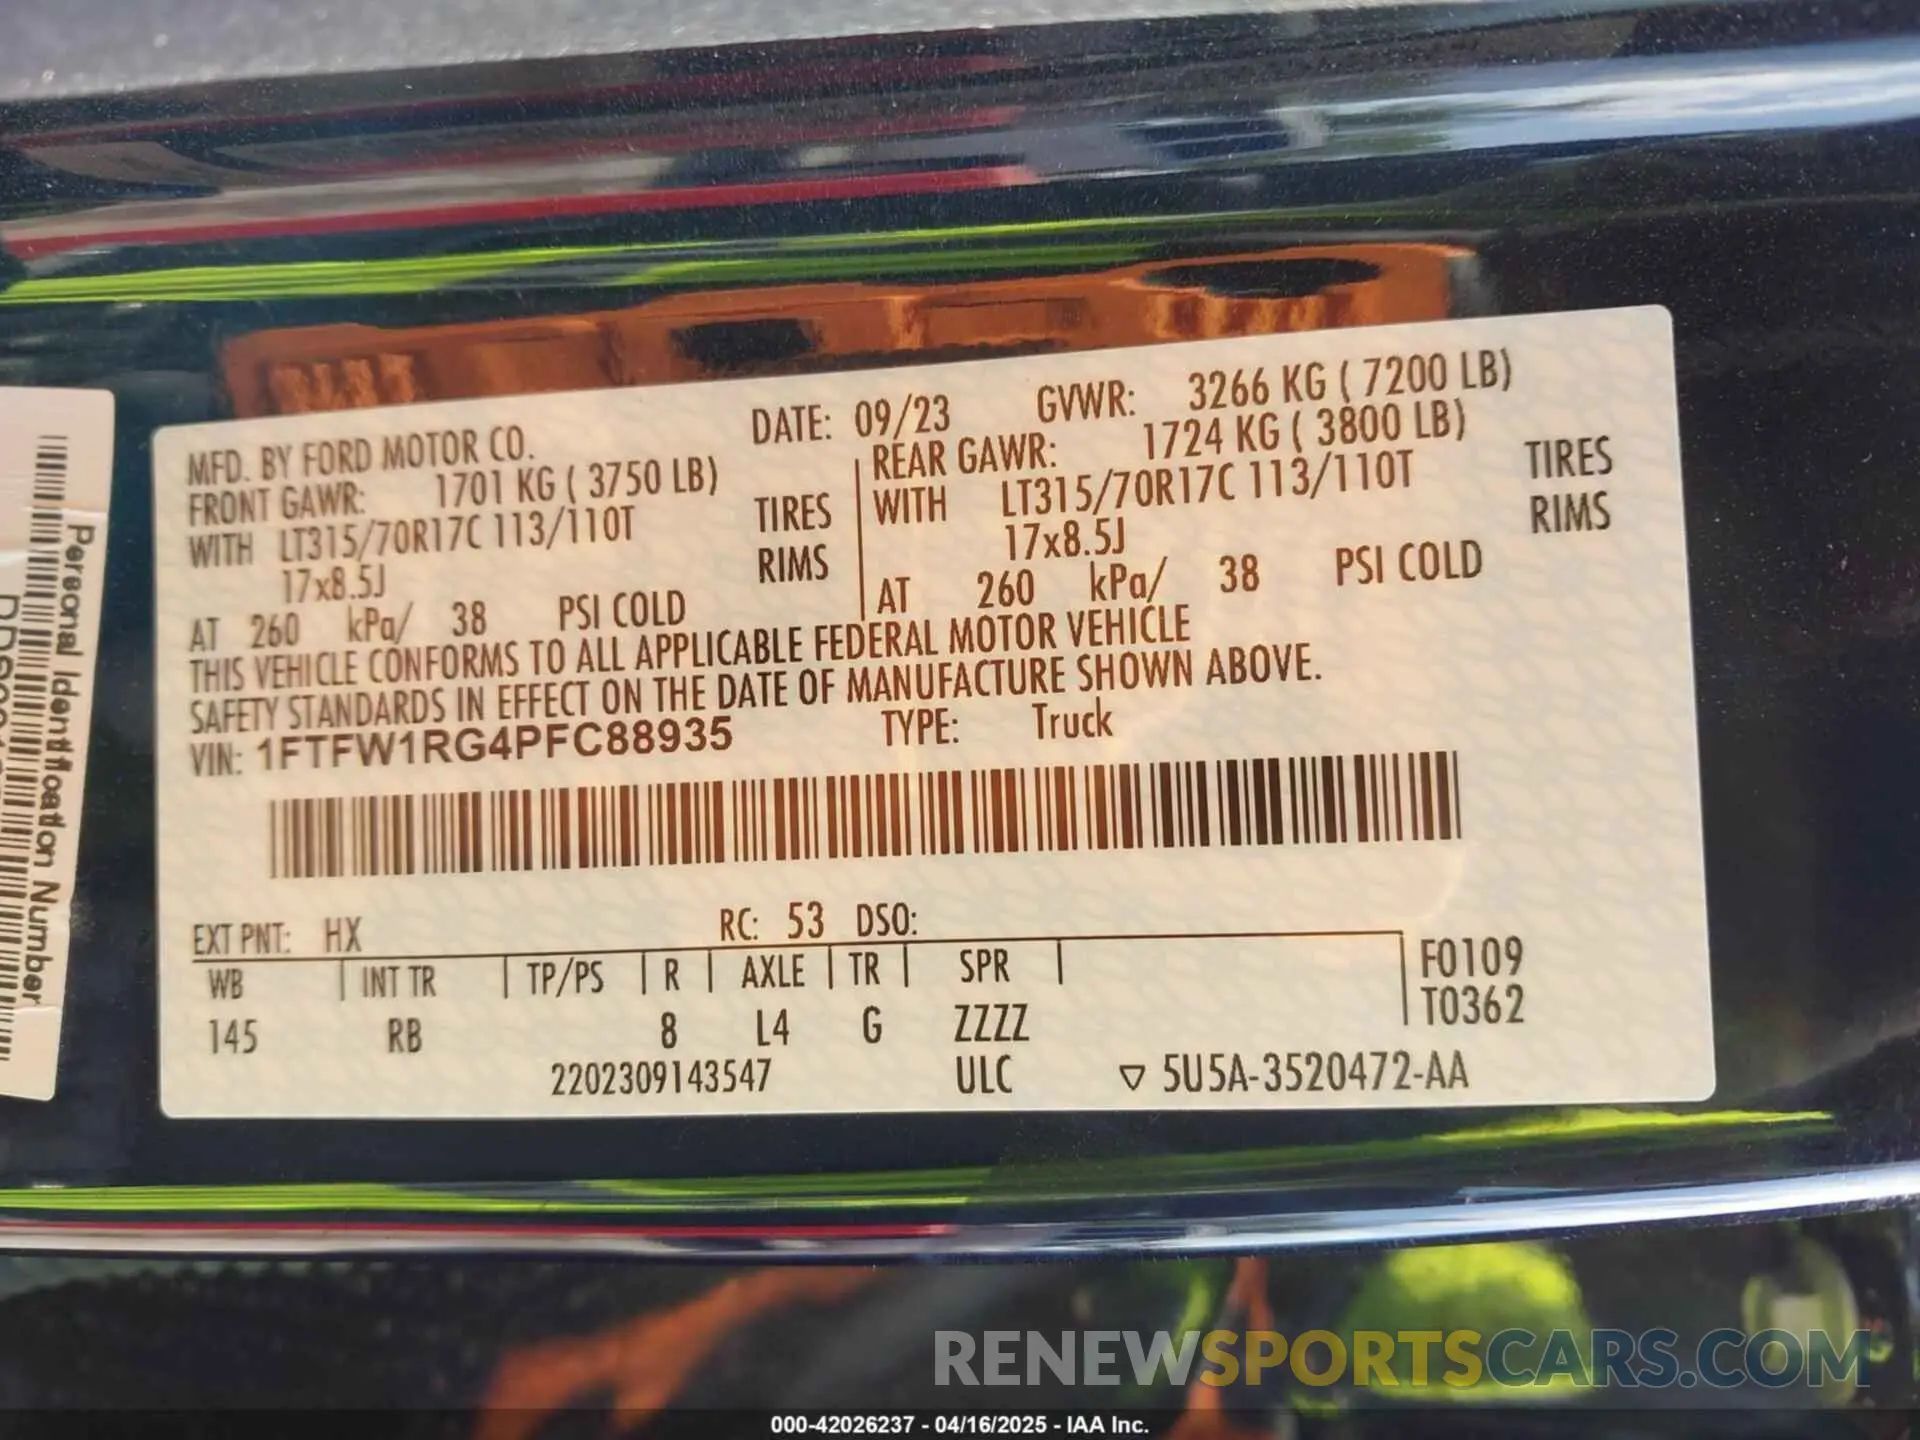 MFD. BY FORD MOTOR CO. DATE: 09/23 GVWR: 3266 KG ( 7200 LB)
FRONT GAWR: 1701 KG ( 3750 LB) REAR GAWR: 1724 KG ( 3800 LB)
WITH LT315/70R17C 113/110T TIRES WITH LT315/70R17C 113/110T TIRES
17x8.5J RIMS 17x8.5J RIMS
AT 260 kPa/ 38 PSI COLD AT 260 kPa/ 38 PSI COLD
THIS VEHICLE CONFORMS TO ALL APPLICABLE FEDERAL MOTOR VEHICLE
SAFETY STANDARDS IN EFFECT ON THE DATE OF MANUFACTURE SHOWN ABOVE.
VIN: 1FTFW1RG4PFC88935 TYPE: Truck
EXT PNT: HX RC: 53 DSO:
WB INT TR TP/PS R AXLE TR SPR F0109
T0362
145 RB 8 L4 G ZZZZ
2202309143547 ULC ▽ 5U5A-3520472-AA
Personal Identification Number
RENEWSPORTSCARS.COM
000-42026237 - 04/16/2025 - IAA Inc.